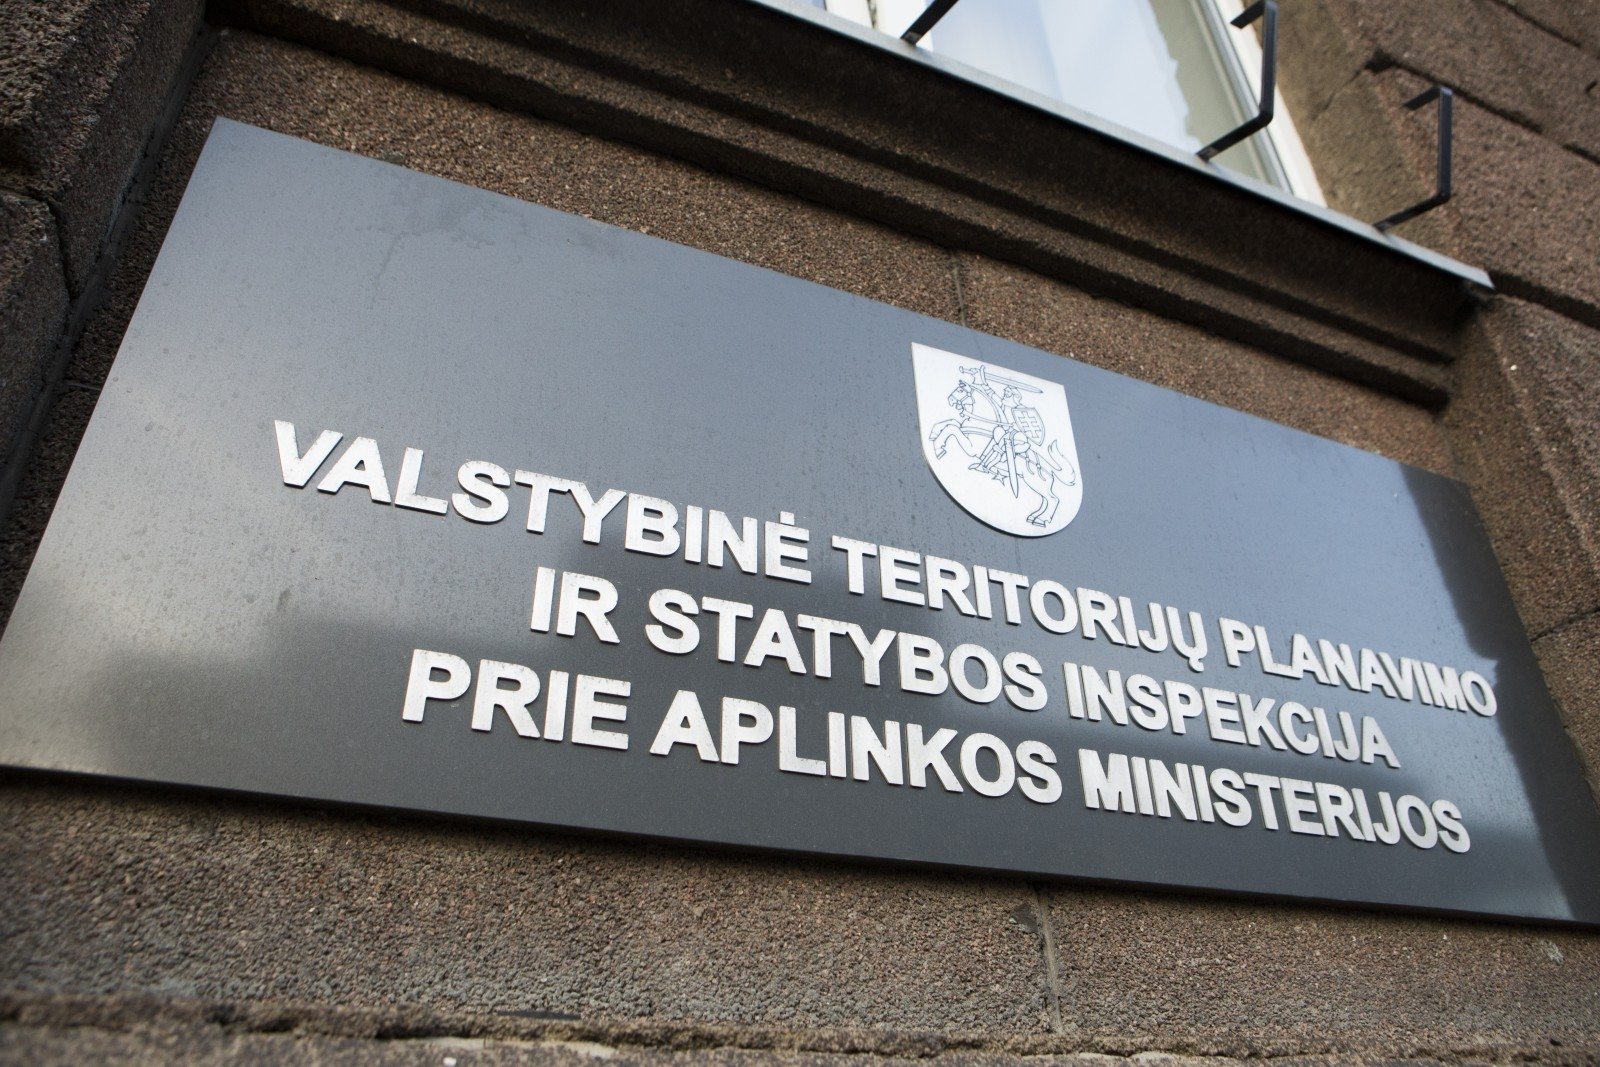 VALSTYBINĖ TERITORIJŲ PLANAVIMO
IR STATYBOS INSPEKCIJA
PRIE APLINKOS MINISTERIJOS